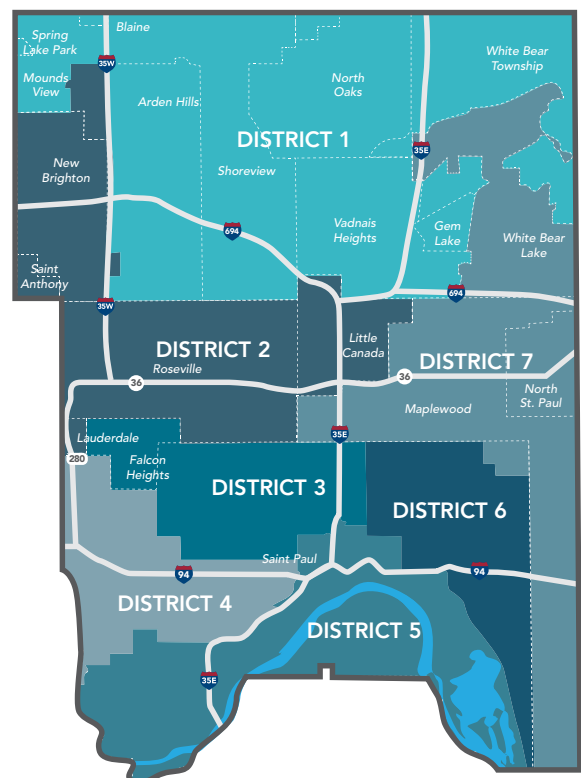 Blaine
Spring
Lake Park
35W
White Bear
Township
Mounds
View
North
Oaks
Arden Hills
DISTRICT 1
35E
New
Brighton
Shoreview
Vadnais
Heights
Gem
Lake
694
White Bear
Lake
Saint
Anthony
694
35W
Little
Canada
DISTRICT 2
DISTRICT 7
Roseville
36
36
North
St. Paul
Maplewood
Lauderdale
35E
280
Falcon
Heights
DISTRICT 3
DISTRICT 6
Saint Paul
94
94
DISTRICT 4
DISTRICT 5
35E